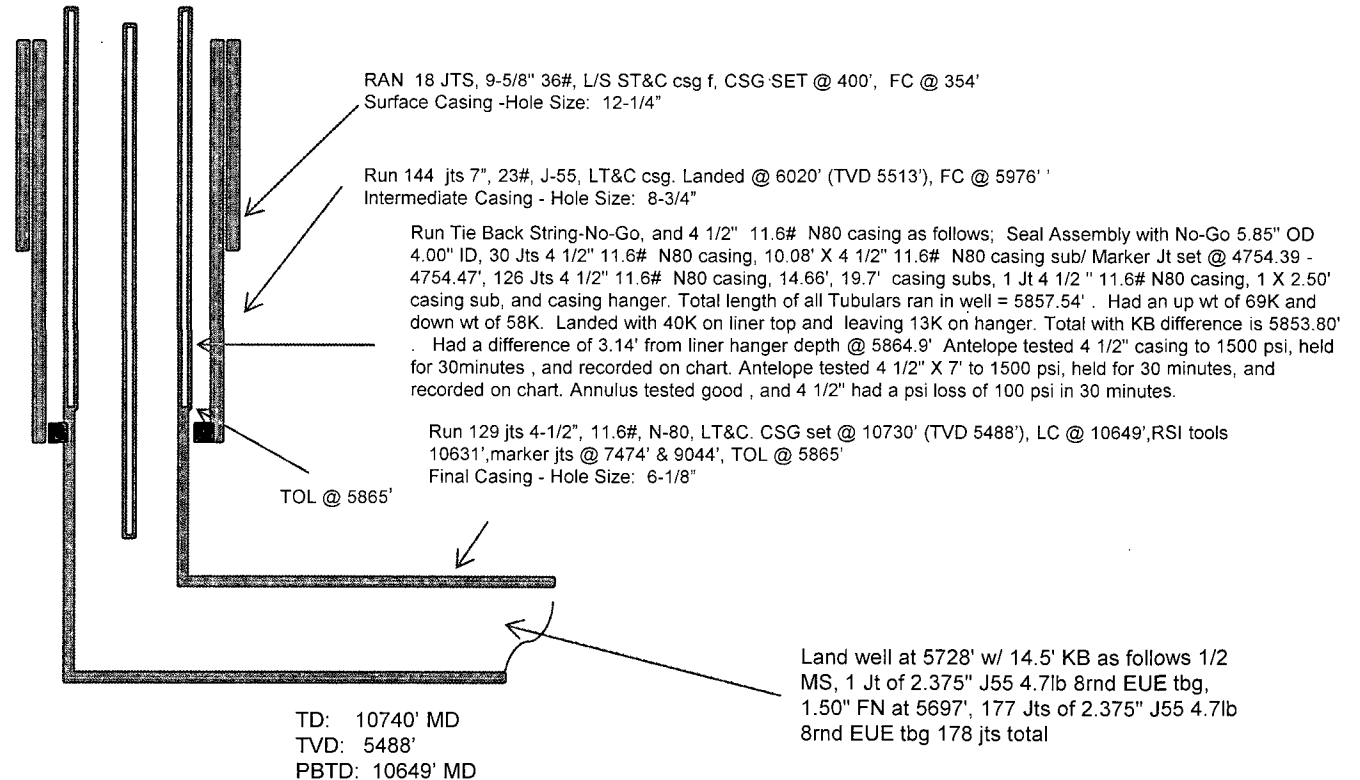 RAN 18 JTS, 9-5/8" 36#, L/S ST&C csg f, CSG SET @ 400', FC @ 354'
Surface Casing -Hole Size: 12-1/4"
Run 144 jts 7", 23#, J-55, LT&C csg. Landed @ 6020' (TVD 5513'), FC @ 5976' '
Intermediate Casing - Hole Size: 8-3/4"
Run Tie Back String-No-Go, and 4 1/2" 11.6# N80 casing as follows; Seal Assembly with No-Go 5.85" OD
4.00" ID, 30 Jts 4 1/2" 11.6# N80 casing, 10.08' X 4 1/2" 11.6# N80 casing sub/ Marker Jt set @ 4754.39 -
4754.47', 126 Jts 4 1/2" 11.6# N80 casing, 14.66', 19.7' casing subs, 1 Jt 4 1/2 " 11.6# N80 casing, 1 X 2.50'
casing sub, and casing hanger. Total length of all Tubulars ran in well = 5857.54' . Had an up wt of 69K and
down wt of 58K. Landed with 40K on liner top and leaving 13K on hanger. Total with KB difference is 5853.80'
. Had a difference of 3.14' from liner hanger depth @ 5864.9' Antelope tested 4 1/2" casing to 1500 psi, held
for 30minutes , and recorded on chart. Antelope tested 4 1/2" X 7' to 1500 psi, held for 30 minutes, and
recorded on chart. Annulus tested good , and 4 1/2" had a psi loss of 100 psi in 30 minutes.
Run 129 jts 4-1/2", 11.6#, N-80, LT&C. CSG set @ 10730' (TVD 5488'), LC @ 10649',RSI tools
10631',marker jts @ 7474' & 9044', TOL @ 5865'
Final Casing - Hole Size: 6-1/8"
TOL @ 5865'
Land well at 5728' w/ 14.5' KB as follows 1/2
MS, 1 Jt of 2.375" J55 4.7lb 8rnd EUE tbg,
1.50" FN at 5697', 177 Jts of 2.375" J55 4.7lb
8rnd EUE tbg 178 jts total
TD: 10740' MD
TVD: 5488'
PBTD: 10649' MD